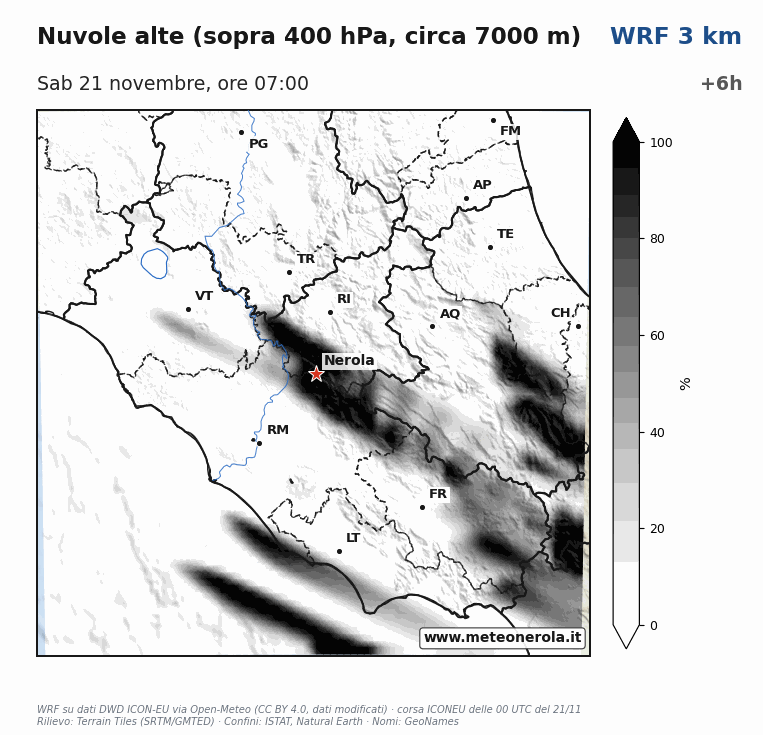 Nuvole alte (sopra 400 hPa, circa 7000 m) WRF 3 km
Sab 21 novembre, ore 07:00 +6h
FM
PG
AP
TE
TR
VT
RI
AQ
CH
Nerola
RM
FR
LT
100
80
60
40
20
0
%
www.meteonerola.it
WRF su dati DWD ICON-EU via Open-Meteo (CC BY 4.0, dati modificati) · corsa ICONEU delle 00 UTC del 21/11
Rilievo: Terrain Tiles (SRTM/GMTED) · Confini: ISTAT, Natural Earth · Nomi: GeoNames